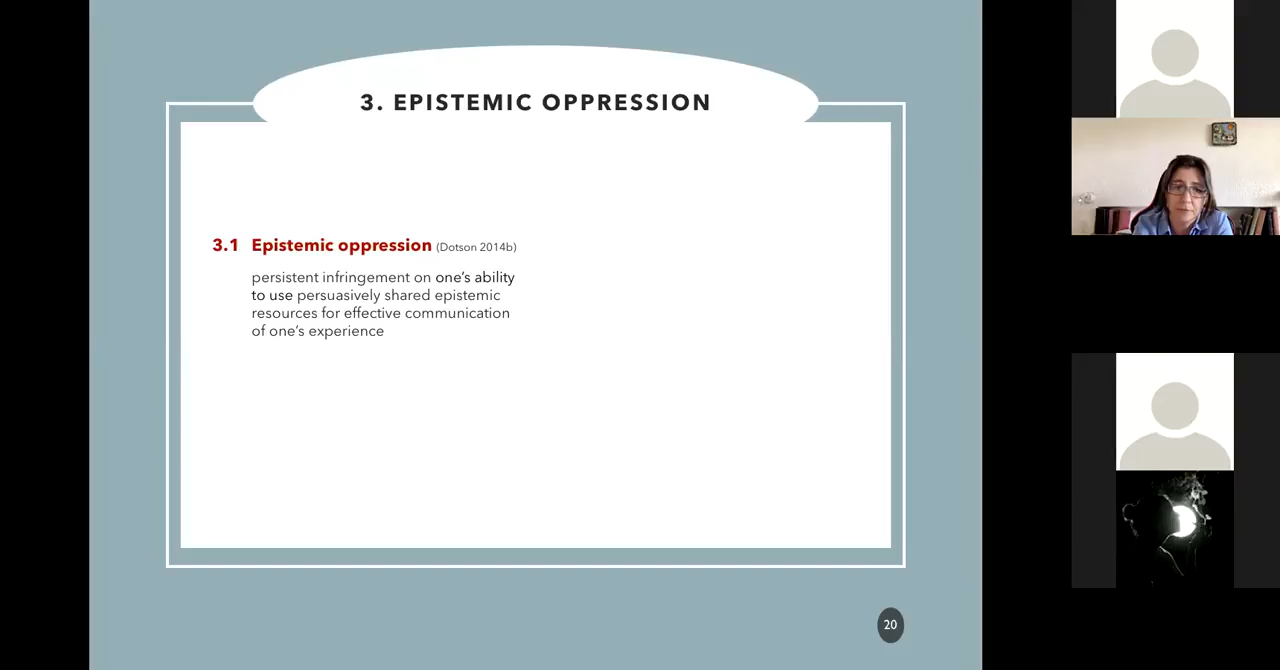 3. EPISTEMIC OPPRESSION
3.1 Epistemic oppression (Dotson 2014b)
persistent infringement on one’s ability
to use persuasively shared epistemic
resources for effective communication
of one’s experience
20